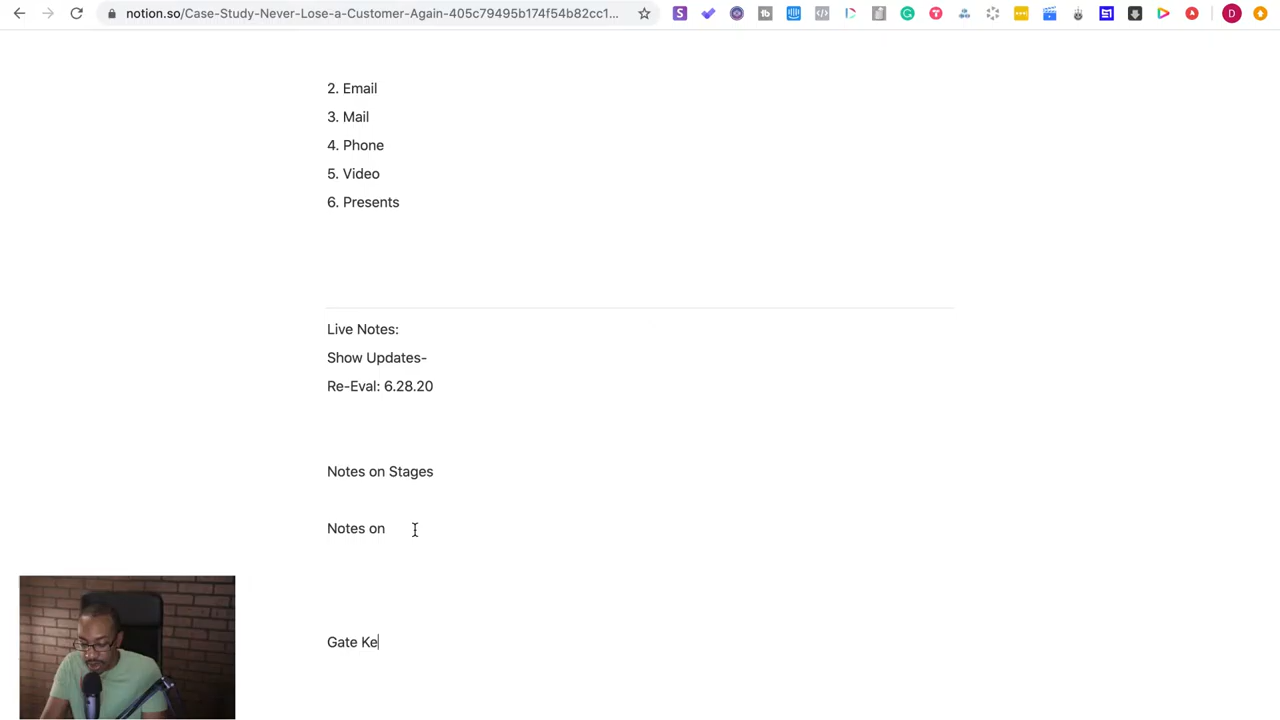 notion.so/Case-Study-Never-Lose-a-Customer-Again-405c79495b174f54b82cc1...
2. Email
3. Mail
4. Phone
5. Video
6. Presents
Live Notes:
Show Updates-
Re-Eval: 6.28.20
Notes on Stages
Notes on
Gate Ke